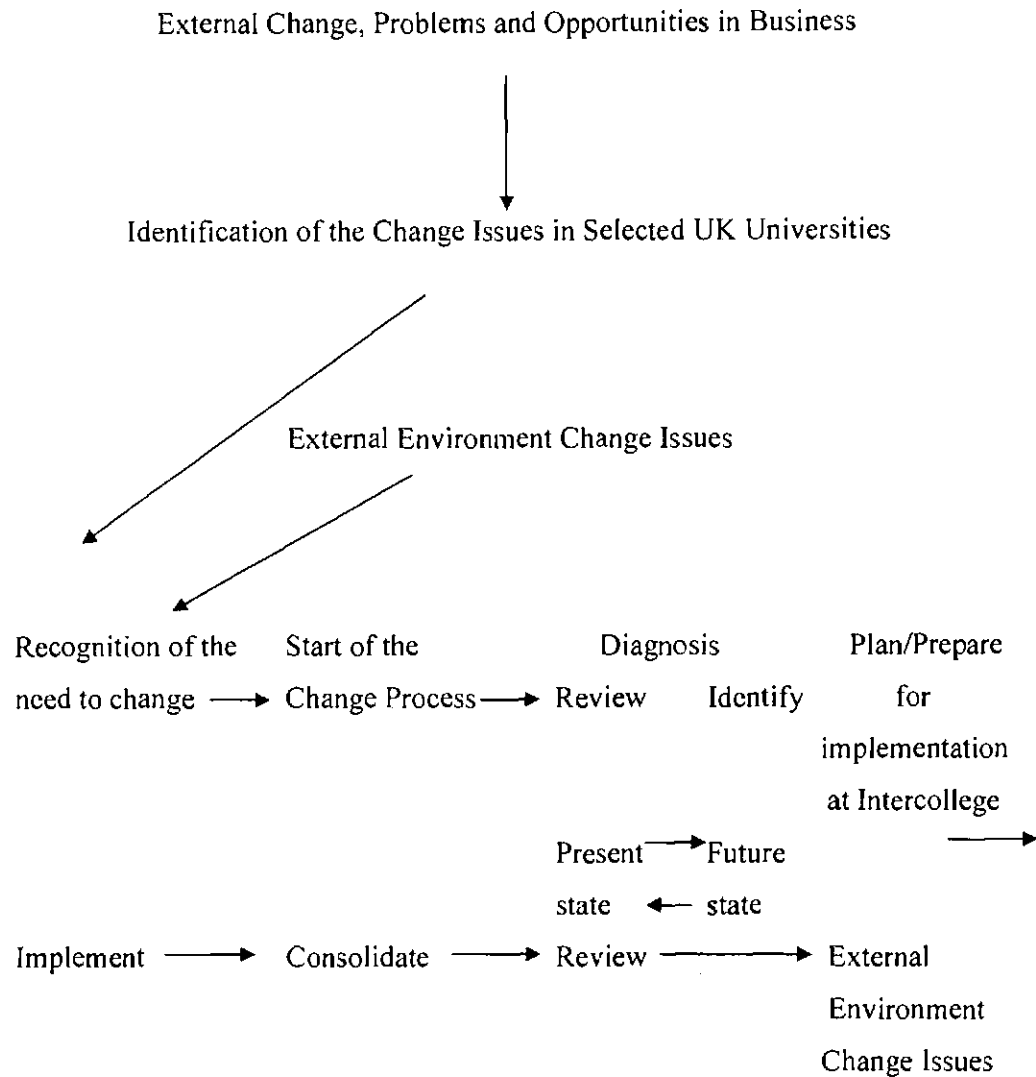 External Change, Problems and Opportunities in Business
Identification of the Change Issues in Selected UK Universities
External Environment Change Issues
Recognition of the Start of the Diagnosis Plan/Prepare
need to change Change Process Review Identify for
implementation
at Intercollege
Present Future
state state
Implement Consolidate Review External
Environment
Change Issues